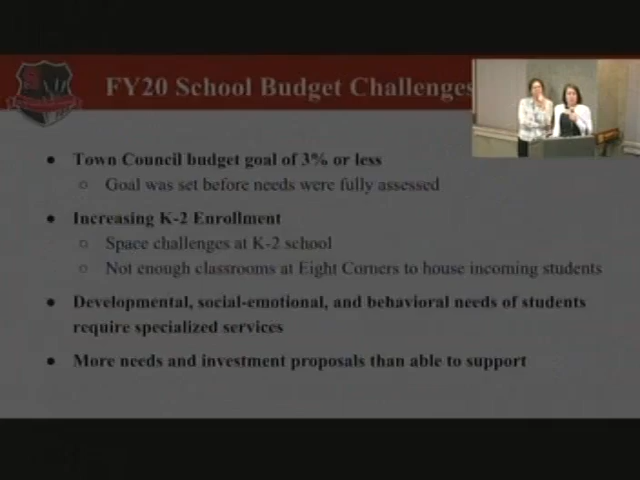 FY20 School Budget Challenges
Town Council budget goal of 3% or less
Goal was set before needs were fully assessed
Increasing K-2 Enrollment
Space challenges at K-2 school
Not enough classrooms at Eight Corners to house incoming students
Developmental, social-emotional, and behavioral needs of students
require specialized services
More needs and investment proposals than able to support